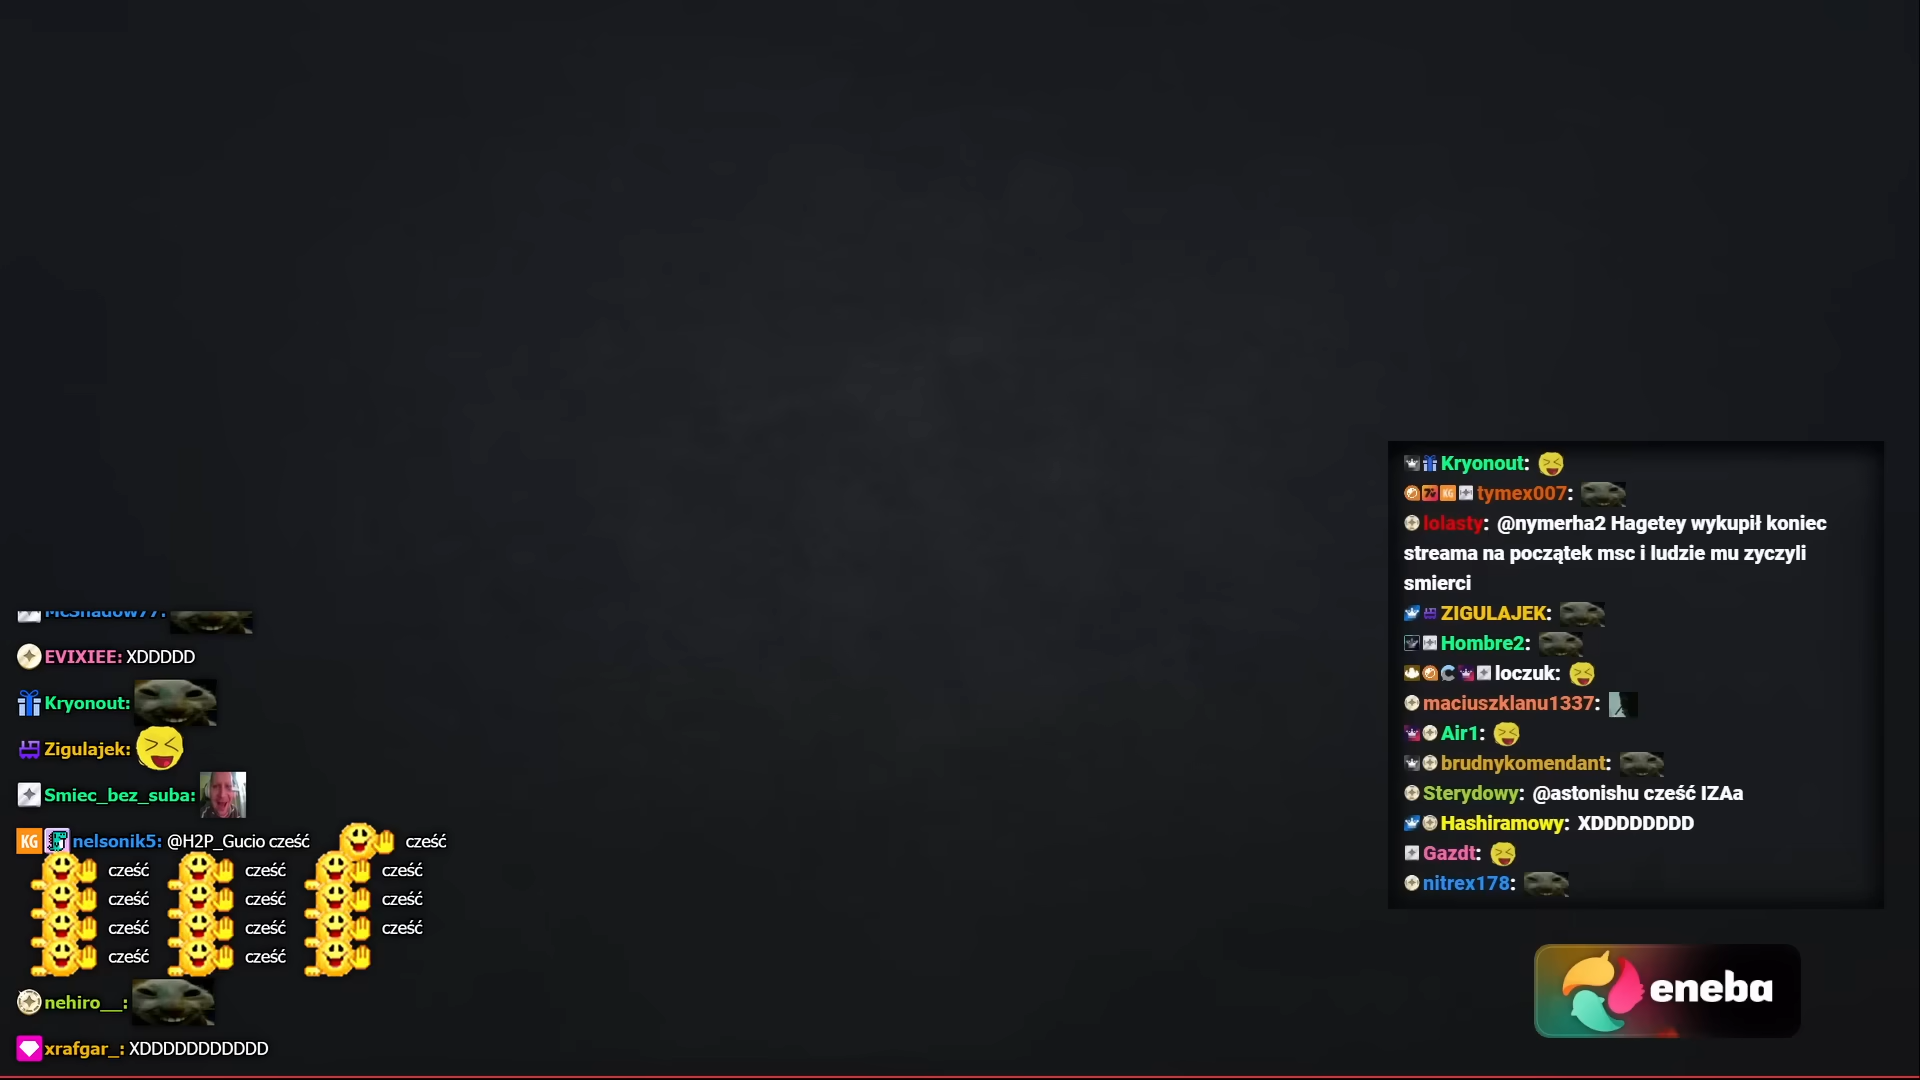 McShadow77:
EVIXIEE: XDDDDD
Kryonout:
Zigulajek:
Smiec_bez_suba:
KG nelsonik5: @H2P_Gucio cześć cześć
cześć cześć cześć
cześć cześć cześć
cześć cześć cześć
cześć cześć
nehiro__:
xrafgar_: XDDDDDDDDDDD
Kryonout:
KG tymex007:
lolasty: @nymerha2 Hagetey wykupił koniec
streama na początek msc i ludzie mu zyczyli
smierci
ZIGULAJEK:
Hombre2:
loczuk:
maciuszklanu1337:
Air1:
brudnykomendant:
Sterydowy: @astonishu cześć IZAa
Hashiramowy: XDDDDDDDD
Gazdt:
nitrex178:
eneba